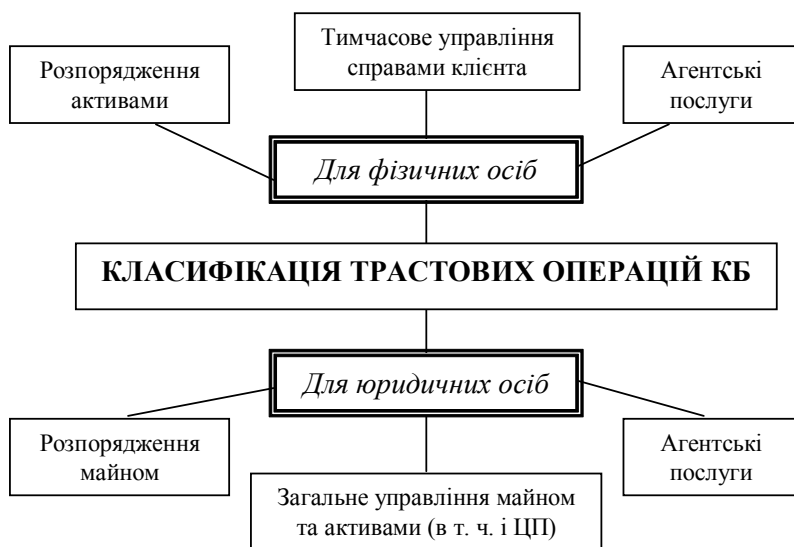 Тимчасове управління
справами клієнта
Розпорядження
активами
Агентські
послуги
Для фізичних осіб
КЛАСИФІКАЦІЯ ТРАСТОВИХ ОПЕРАЦІЙ КБ
Для юридичних осіб
Розпорядження
майном
Агентські
послуги
Загальне управління майном
та активами (в т. ч. і ЦП)